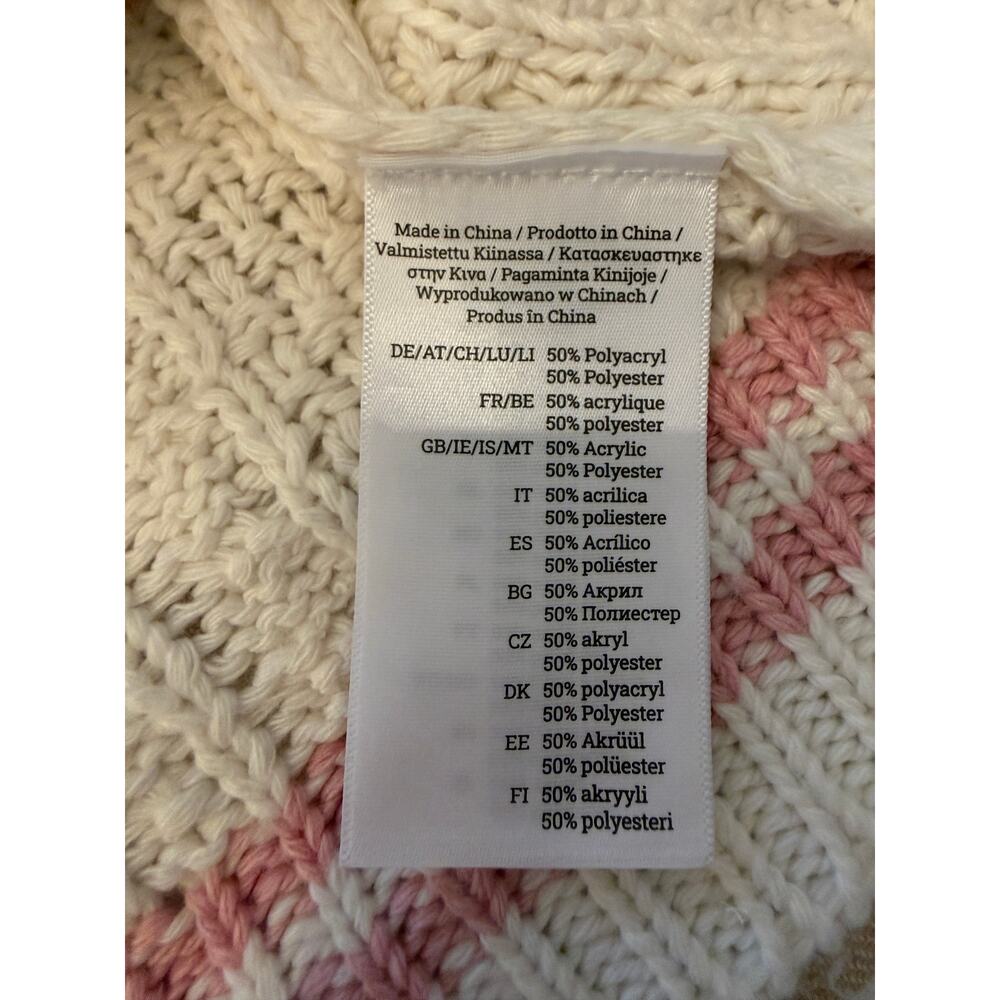 Made in China / Prodotto in China /
Valmistettu Kiinassa / Κατασκευαστηκε
στην Κινα / Pagaminta Kinijoje /
Wyprodukowano w Chinach /
Produs în China
DE/AT/CH/LU/LI 50% Polyacryl
50% Polyester
FR/BE 50% acrylique
50% polyester
GB/IE/IS/MT 50% Acrylic
50% Polyester
IT 50% acrilica
50% poliestere
ES 50% Acrílico
50% poliéster
BG 50% Акрил
50% Полиестер
CZ 50% akryl
50% polyester
DK 50% polyacryl
50% Polyester
EE 50% Akrüül
50% polüester
FI 50% akryyli
50% polyesteri